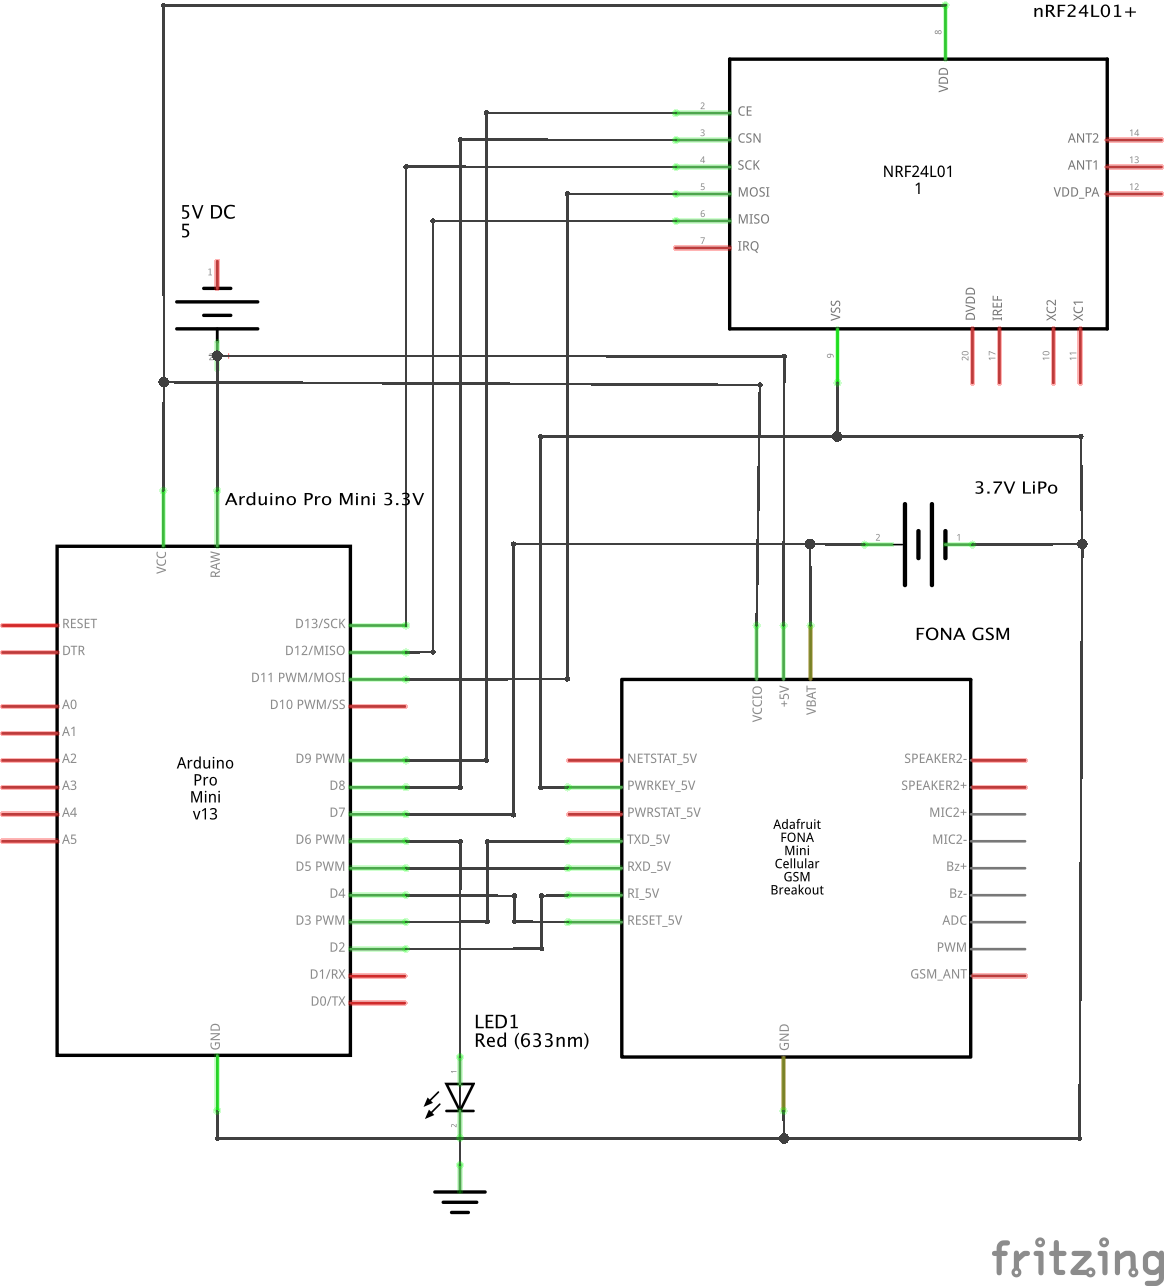 nRF24L01+
8
VDD
2
CE
3
CSN
4
SCK
5
MOSI
6
MISO
7
IRQ
NRF24L01
1
ANT2
14
ANT1
13
VDD_PA
12
VSS
DVDD
IREF
XC2
XC1
9
20
17
10
11
5V DC
5
1
Arduino Pro Mini 3.3V
3.7V LiPo
2
1
FONA GSM
VCC
RAW
RESET
DTR
A0
A1
A2
A3
A4
A5
Arduino
Pro
Mini
v13
D13/SCK
D12/MISO
D11 PWM/MOSI
D10 PWM/SS
D9 PWM
D8
D7
D6 PWM
D5 PWM
D4
D3 PWM
D2
D1/RX
D0/TX
GND
VCCIO
+5V
VBAT
NETSTAT_5V
PWRKEY_5V
PWRSTAT_5V
TXD_5V
RXD_5V
RI_5V
RESET_5V
Adafruit
FONA
Mini
Cellular
GSM
Breakout
SPEAKER2-
SPEAKER2+
MIC2+
MIC2-
Bz+
Bz-
ADC
PWM
GSM_ANT
GND
LED1
Red (633nm)
1
2
fritzing